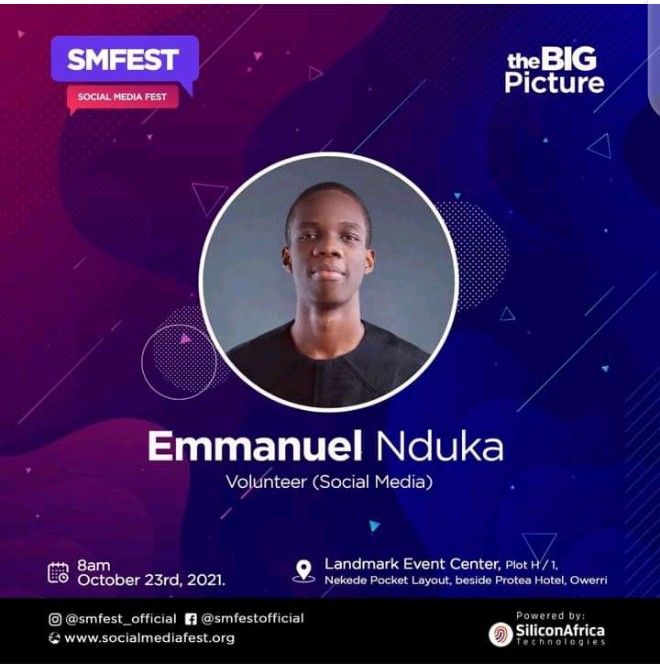 SMFEST
SOCIAL MEDIA FEST
the BIG
Picture
Emmanuel Nduka
Volunteer (Social Media)
8am
October 23rd, 2021.
Landmark Event Center, Plot H / 1,
Nekede Pocket Layout, beside Protea Hotel, Owerri
@smfest_official @smfestofficial
www.socialmediafest.org
Powered by:
SiliconAfrica
Technologies